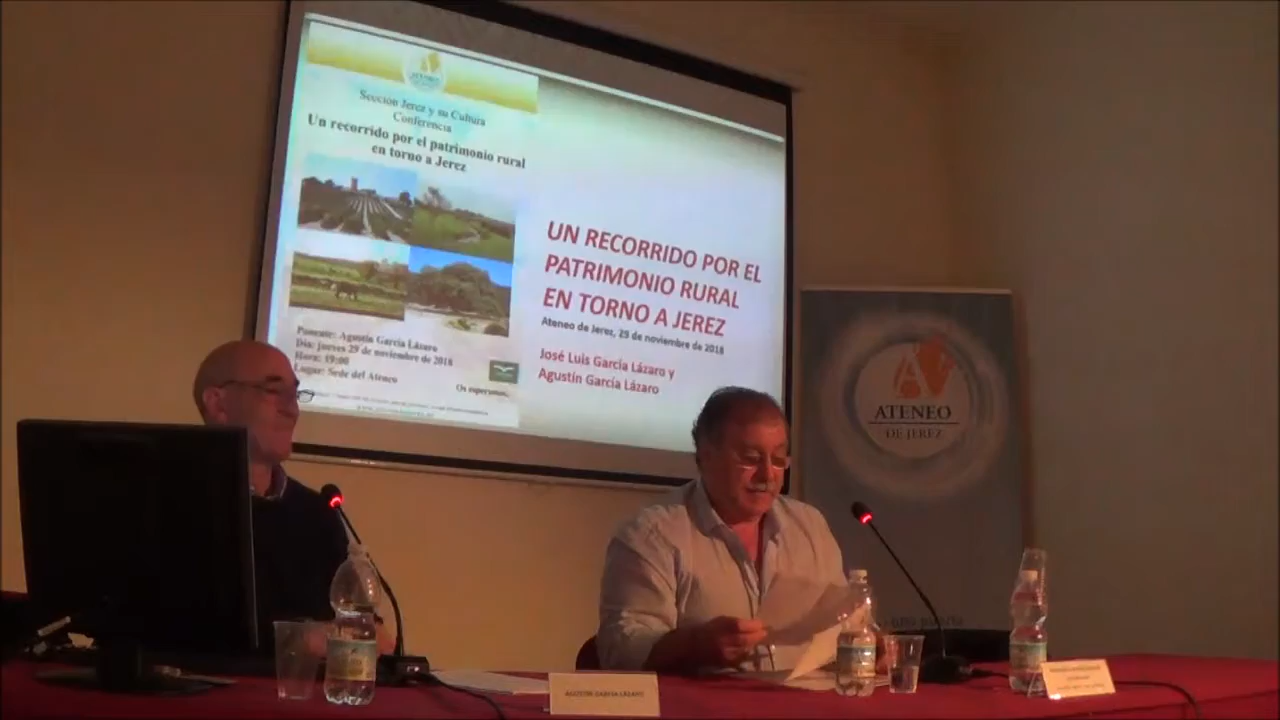 ATENEO
Sección Jerez y su Cultura
Conferencia
Un recorrido por el patrimonio rural
en torno a Jerez
Ponente: Agustín García Lázaro
Día: jueves 29 de noviembre de 2018
Hora: 19:00
Lugar: Sede del Ateneo
Os esperamos,
UN RECORRIDO POR EL
PATRIMONIO RURAL
EN TORNO A JEREZ
Ateneo de Jerez, 29 de noviembre de 2018
José Luis García Lázaro y
Agustín García Lázaro
ATENEO
DE JEREZ
AGUSTÍN GARCÍA LÁZARO